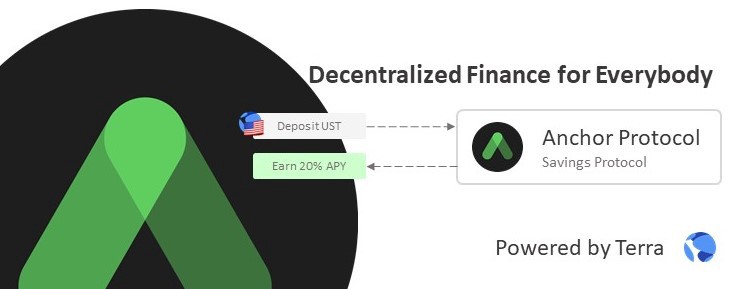 Decentralized Finance for Everybody
Deposit UST
Anchor Protocol
Savings Protocol
Earn 20% APY
Powered by Terra